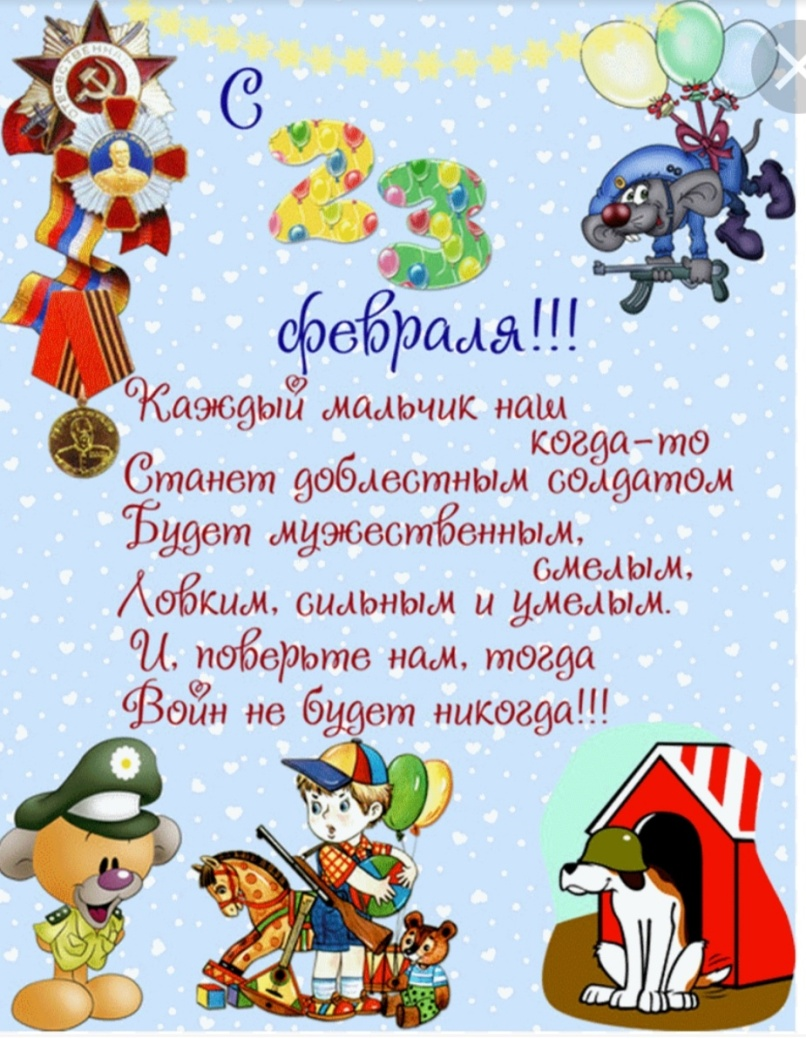 С
23
февраля!!!
ОТЕЧЕСТВЕННАЯ
Каждый мальчик наш
когда-то
Станет доблестным солдатом
Будет мужественным,
смелым,
Ловким, сильным и умелым.
И, поверьте нам, тогда
Войн не будет никогда!!!